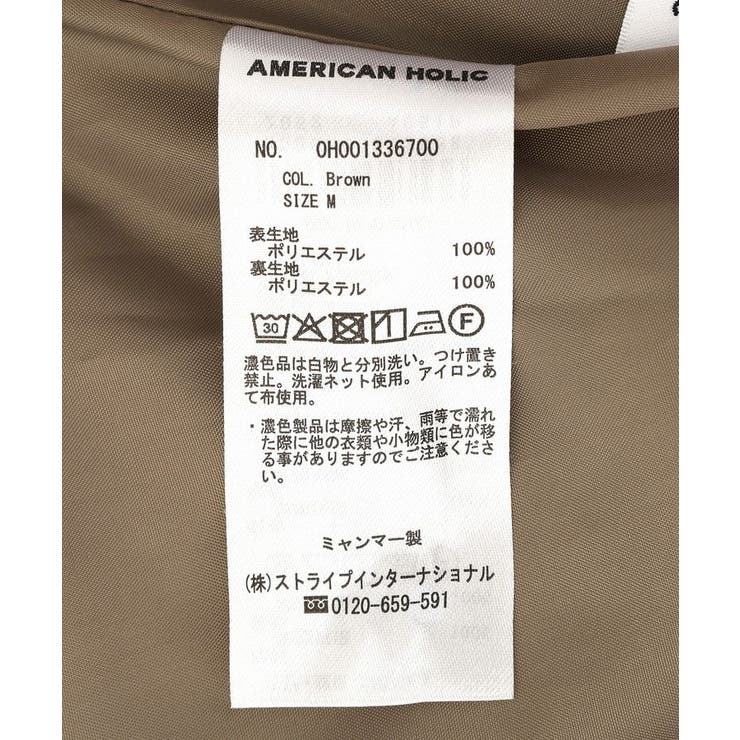 AMERICAN HOLIC
NO. 0H001336700
COL. Brown
SIZE M
表生地
ポリエステル 100%
裏生地
ポリエステル 100%
30 F
濃色品は白物と分別洗い。つけ置き
禁止。洗濯ネット使用。アイロンあ
て布使用。
・濃色製品は摩擦や汗、雨等で濡れ
た際に他の衣類や小物類に色が移
る事がありますのでご注意くださ
い。
ミャンマー製
(株)ストライプインターナショナル
0120-659-591